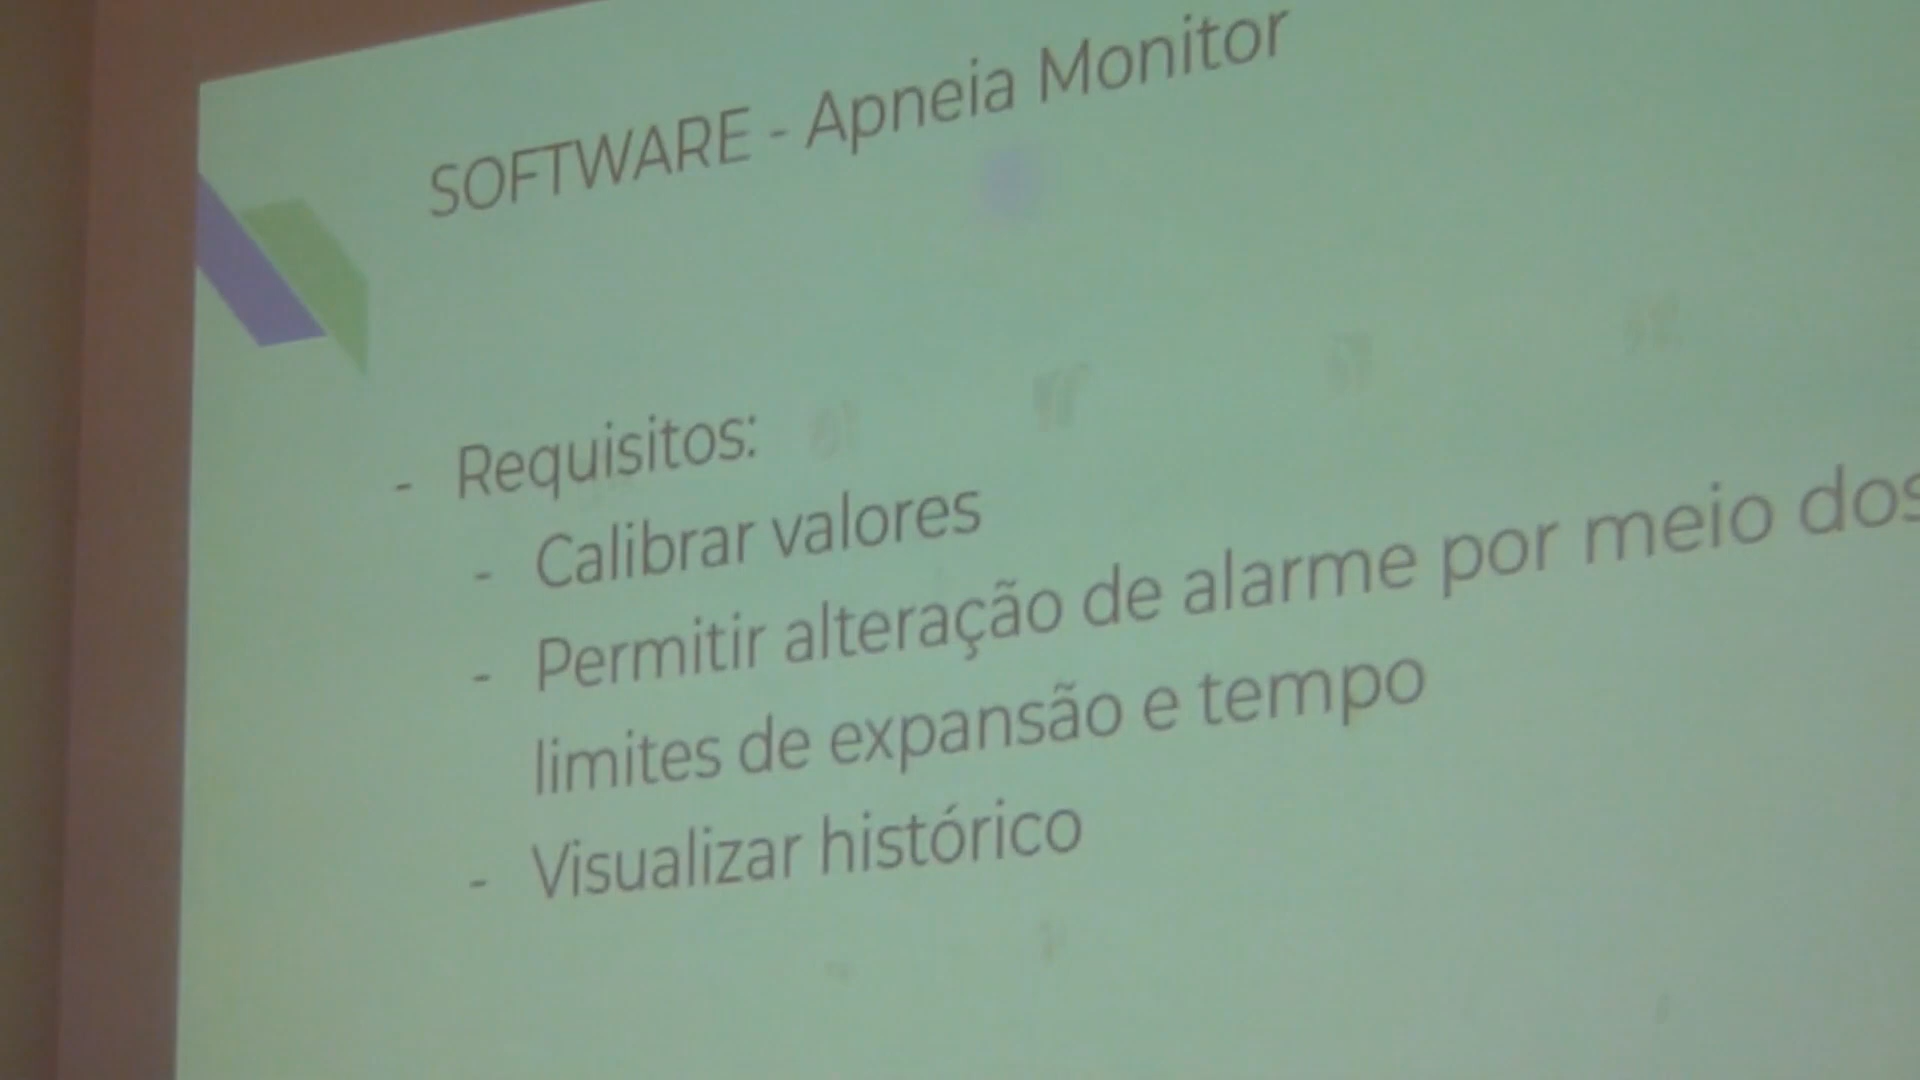 SOFTWARE - Apneia Monitor
- Requisitos:
- Calibrar valores
- Permitir alteração de alarme por meio dos
limites de expansão e tempo
- Visualizar histórico